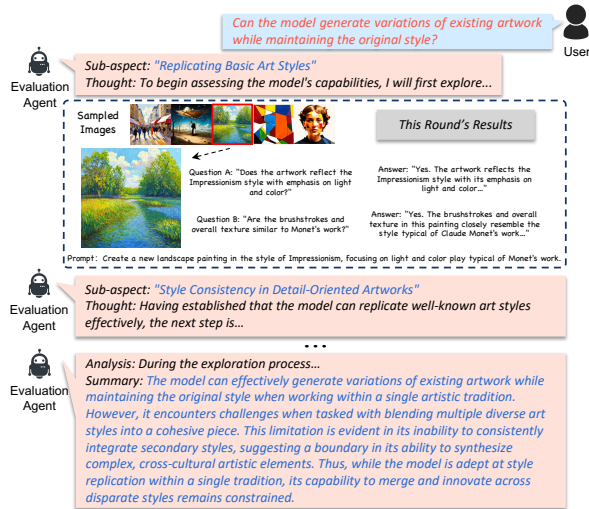 Can the model generate variations of existing artwork
while maintaining the original style?
User
Evaluation
Agent
Sub-aspect: "Replicating Basic Art Styles"
Thought: To begin assessing the model's capabilities, I will first explore...
Sampled
Images
This Round's Results
Question A: "Does the artwork reflect the
Impressionism style with emphasis on light
and color?"
Answer: "Yes. The artwork reflects the
Impressionism style with its emphasis on
light and color..."
Question B: "Are the brushstrokes and
overall texture similar to Monet's work?"
Answer: "Yes. The brushstrokes and overall
texture in this painting closely resemble the
style typical of Claude Monet's work..."
Prompt: Create a new landscape painting in the style of Impressionism, focusing on light and color play typical of Monet's work.
Evaluation
Agent
Sub-aspect: "Style Consistency in Detail-Oriented Artworks"
Thought: Having established that the model can replicate well-known art styles
effectively, the next step is...
...
Evaluation
Agent
Analysis: During the exploration process...
Summary: The model can effectively generate variations of existing artwork while
maintaining the original style when working within a single artistic tradition.
However, it encounters challenges when tasked with blending multiple diverse art
styles into a cohesive piece. This limitation is evident in its inability to consistently
integrate secondary styles, suggesting a boundary in its ability to synthesize
complex, cross-cultural artistic elements. Thus, while the model is adept at style
replication within a single tradition, its capability to merge and innovate across
disparate styles remains constrained.